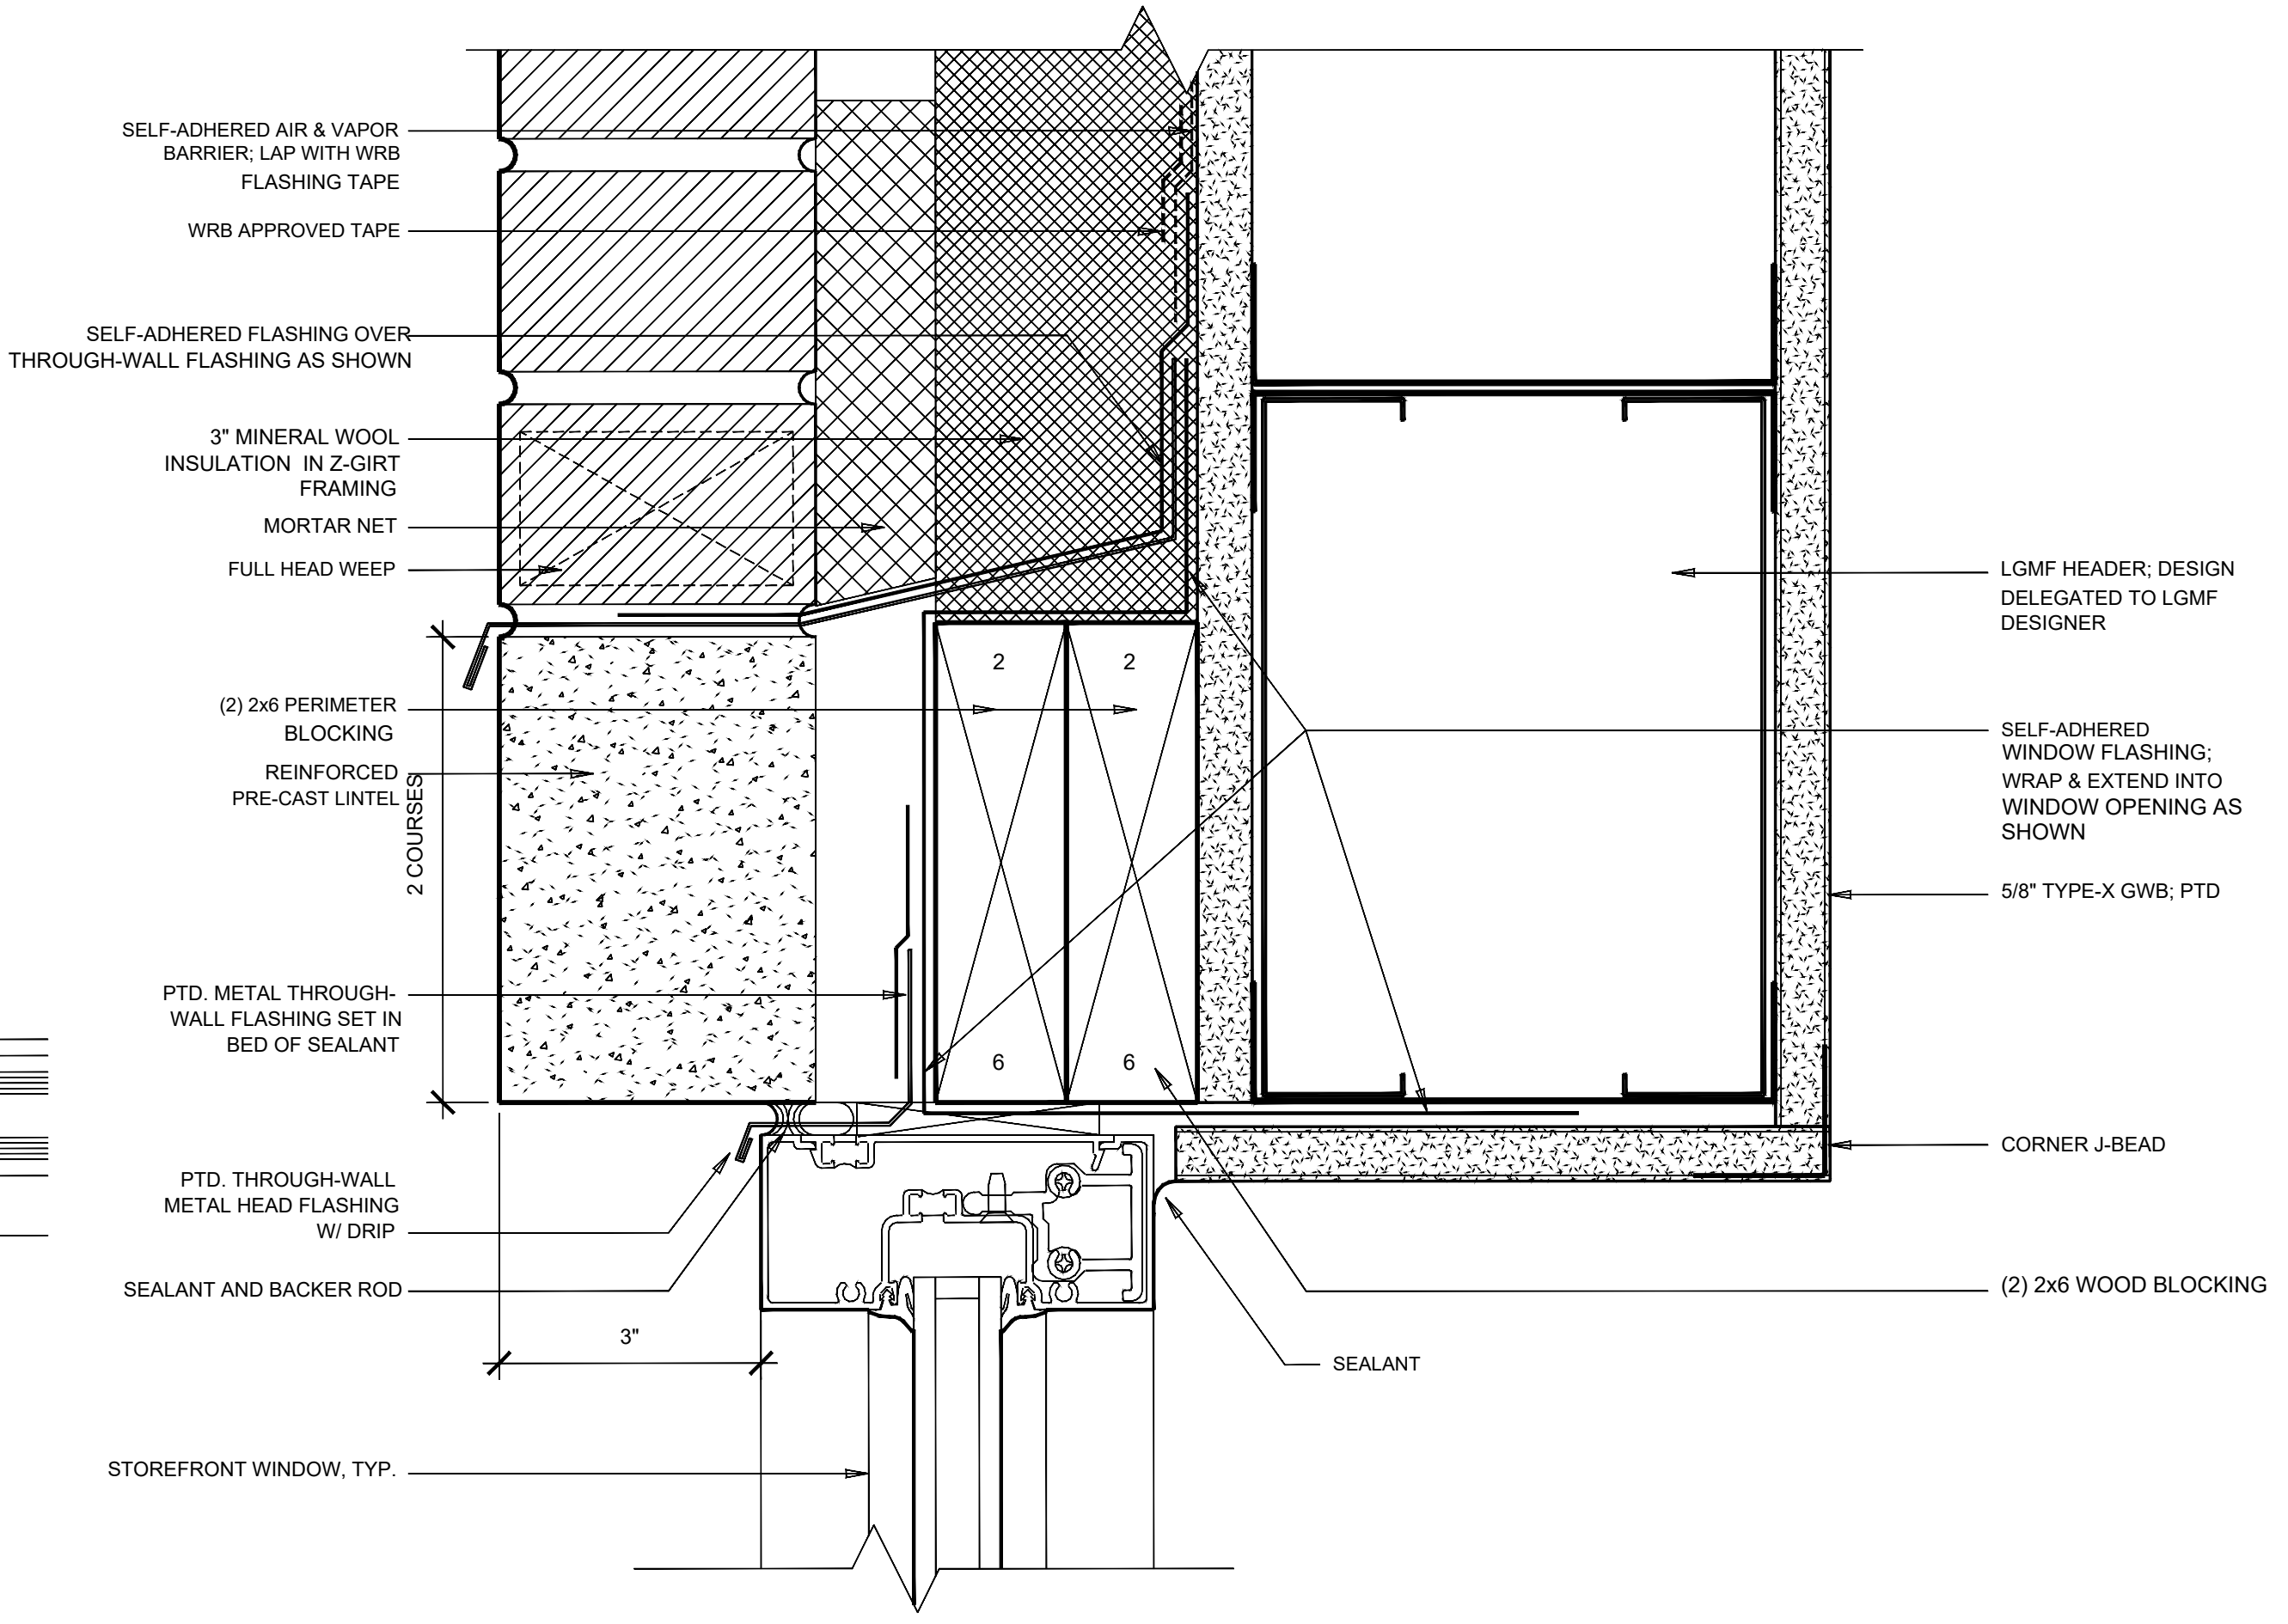 SELF-ADHERED AIR & VAPOR
BARRIER; LAP WITH WRB
FLASHING TAPE
WRB APPROVED TAPE
SELF-ADHERED FLASHING OVER
THROUGH-WALL FLASHING AS SHOWN
3" MINERAL WOOL
INSULATION IN Z-GIRT
FRAMING
MORTAR NET
FULL HEAD WEEP
(2) 2x6 PERIMETER
BLOCKING
REINFORCED
PRE-CAST LINTEL
2 COURSES
PTD. METAL THROUGH-
WALL FLASHING SET IN
BED OF SEALANT
PTD. THROUGH-WALL
METAL HEAD FLASHING
W/ DRIP
SEALANT AND BACKER ROD
3"
STOREFRONT WINDOW, TYP.
2 2
6 6
LGMF HEADER; DESIGN
DELEGATED TO LGMF
DESIGNER
SELF-ADHERED
WINDOW FLASHING;
WRAP & EXTEND INTO
WINDOW OPENING AS
SHOWN
5/8" TYPE-X GWB; PTD
CORNER J-BEAD
(2) 2x6 WOOD BLOCKING
SEALANT